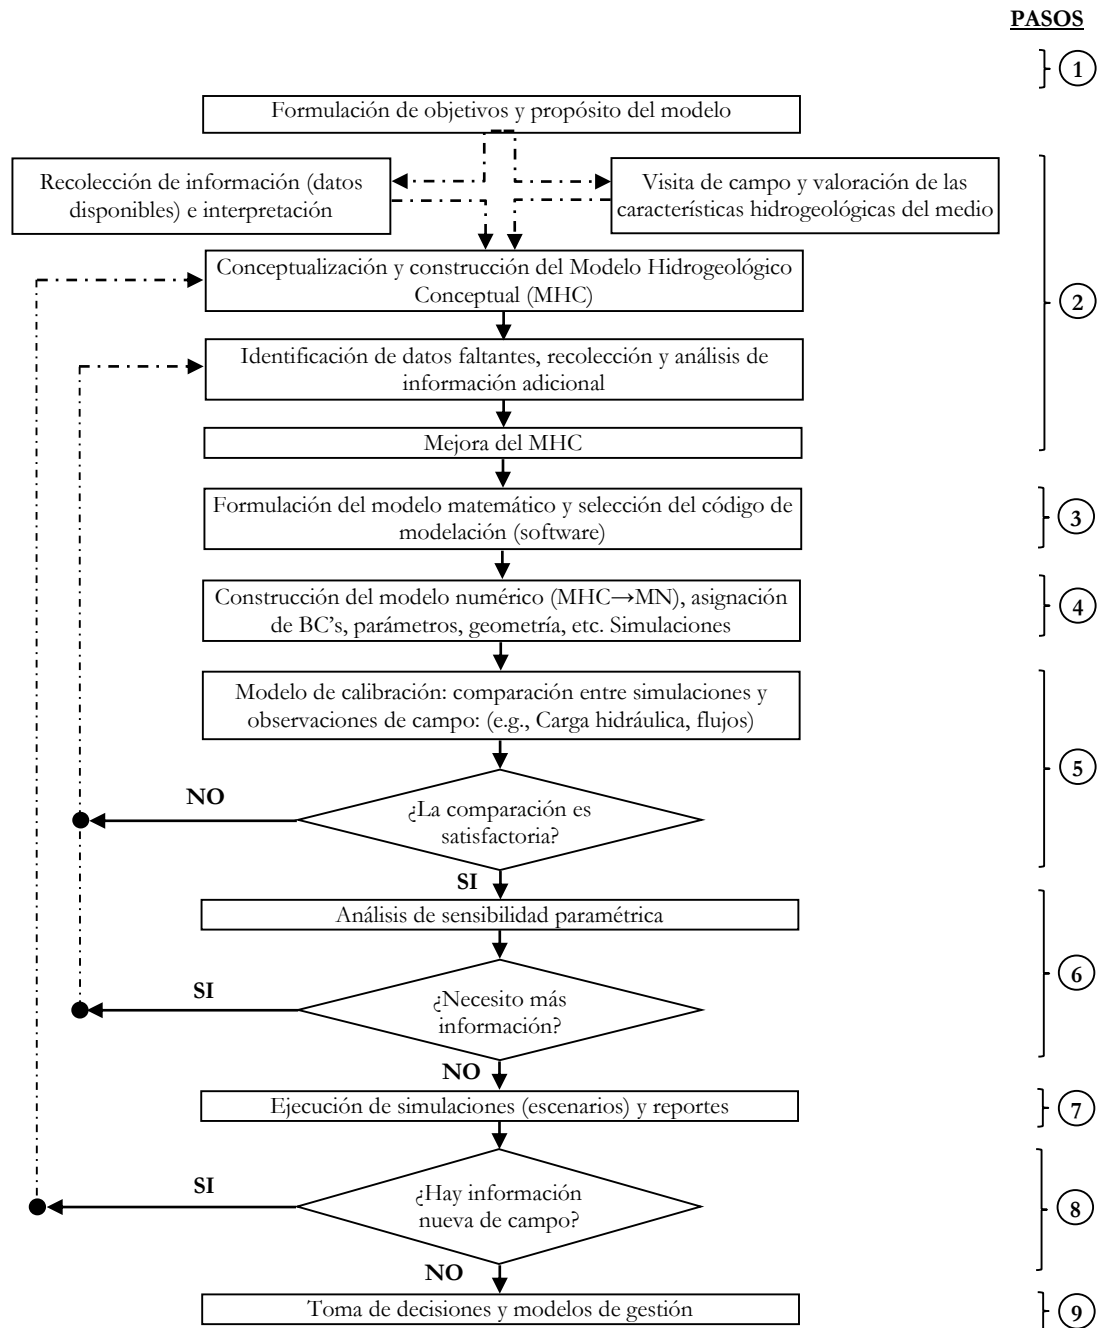 PASOS
1
Formulación de objetivos y propósito del modelo
Recolección de información (datos
disponibles) e interpretación
Visita de campo y valoración de las
características hidrogeológicas del medio
Conceptualización y construcción del Modelo Hidrogeológico
Conceptual (MHC)
2
Identificación de datos faltantes, recolección y análisis de
información adicional
Mejora del MHC
Formulación del modelo matemático y selección del código de
modelación (software)
3
Construcción del modelo numérico (MHC→MN), asignación
de BC's, parámetros, geometría, etc. Simulaciones
4
Modelo de calibración: comparación entre simulaciones y
observaciones de campo: (e.g., Carga hidráulica, flujos)
5
NO
¿La comparación es
satisfactoria?
SI
Análisis de sensibilidad paramétrica
6
SI
¿Necesito más
información?
NO
Ejecución de simulaciones (escenarios) y reportes
7
SI
¿Hay información
nueva de campo?
8
NO
Toma de decisiones y modelos de gestión
9